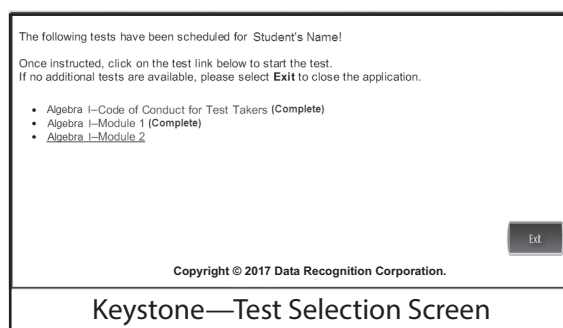 The following tests have been scheduled for Student's Name!
Once instructed, click on the test link below to start the test.
If no additional tests are available, please select Exit to close the application.
• Algebra I–Code of Conduct for Test Takers (Complete)
• Algebra I–Module 1 (Complete)
• Algebra I–Module 2
Exit
Copyright © 2017 Data Recognition Corporation.
Keystone—Test Selection Screen